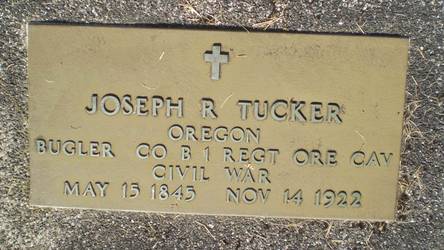 JOSEPH R TUCKER
OREGON
BUGLER CO B 1 REGT ORE CAV
CIVIL WAR
MAY 15 1845 NOV 14 1922